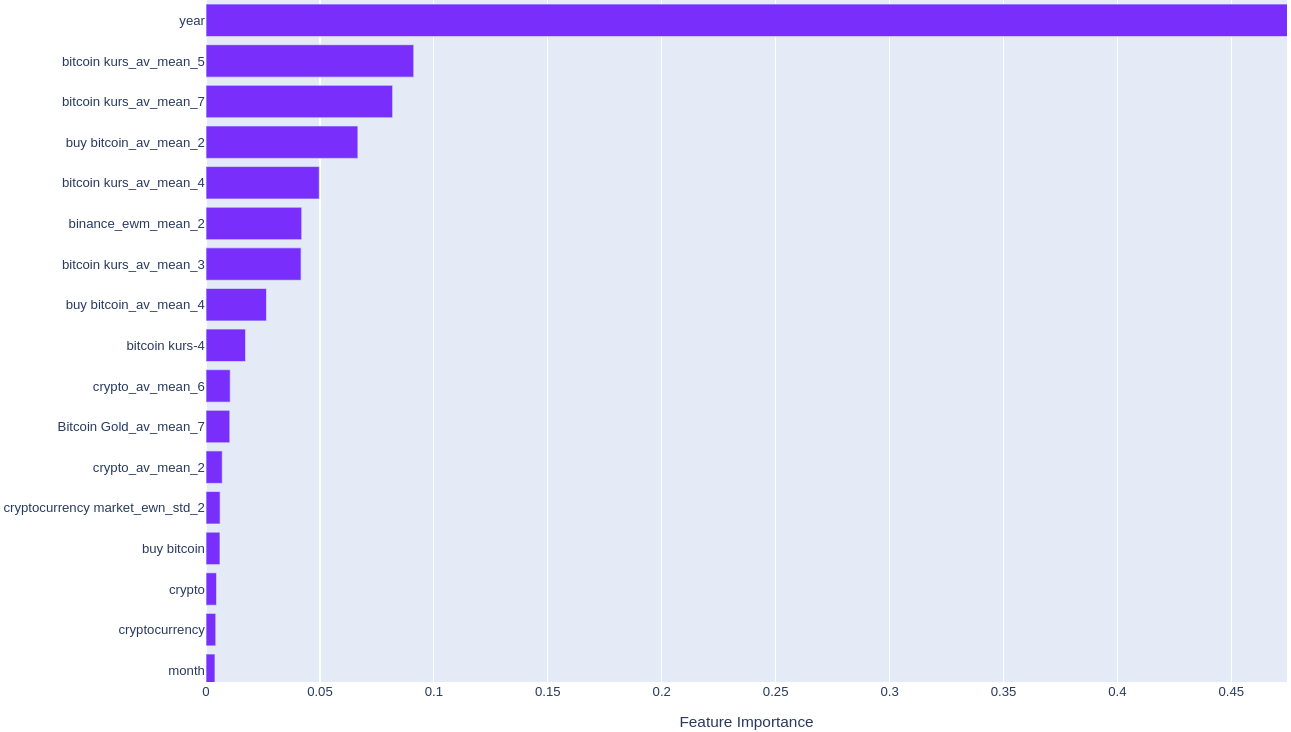 year
bitcoin kurs_av_mean_5
bitcoin kurs_av_mean_7
buy bitcoin_av_mean_2
bitcoin kurs_av_mean_4
binance_ewm_mean_2
bitcoin kurs_av_mean_3
buy bitcoin_av_mean_4
bitcoin kurs-4
crypto_av_mean_6
Bitcoin Gold_av_mean_7
crypto_av_mean_2
cryptocurrency market_ewn_std_2
buy bitcoin
crypto
cryptocurrency
month
0 0.05 0.1 0.15 0.2 0.25 0.3 0.35 0.4 0.45
Feature Importance